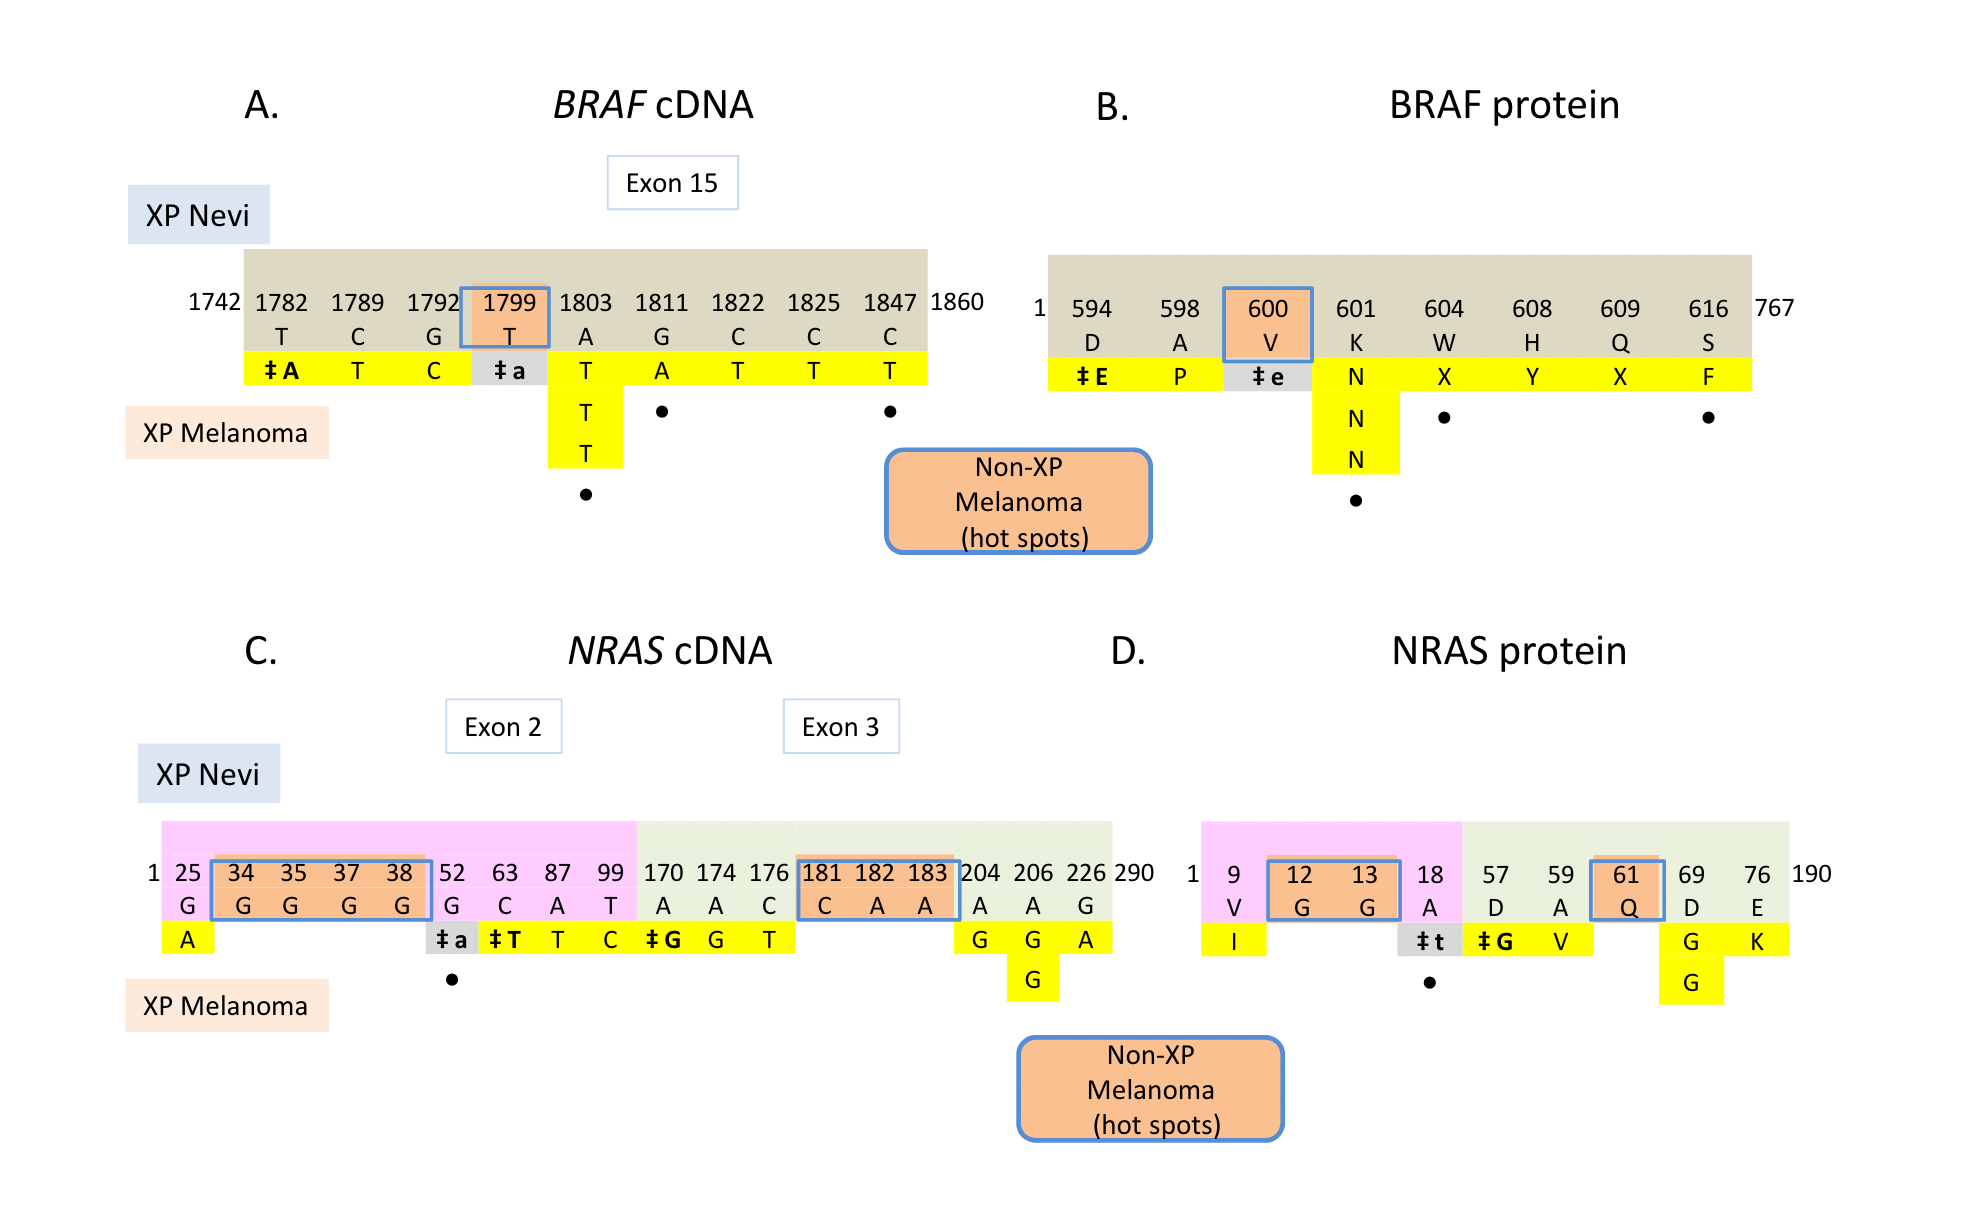 A. BRAF cDNA
Exon 15
XP Nevi
1742 1782 1789 1792 1799 1803 1811 1822 1825 1847 1860
T C G T A G C C C
‡ A T C ‡ a T A T T T
T • •
XP Melanoma
T
•
B. BRAF protein
1 594 598 600 601 604 608 609 616 767
D A V K W H Q S
‡ E P ‡ e N X Y X F
N • •
N
•
Non-XP
Melanoma
(hot spots)
C. NRAS cDNA
Exon 2 Exon 3
XP Nevi
1 25 34 35 37 38 52 63 87 99 170 174 176 181 182 183 204 206 226 290
G G G G G G C A T A A C C A A A A G
A ‡ a ‡ T T C ‡ G G T G G A
• G
XP Melanoma
D. NRAS protein
1 9 12 13 18 57 59 61 69 76 190
V G G A D A Q D E
I ‡ t ‡ G V G K
• G
Non-XP
Melanoma
(hot spots)